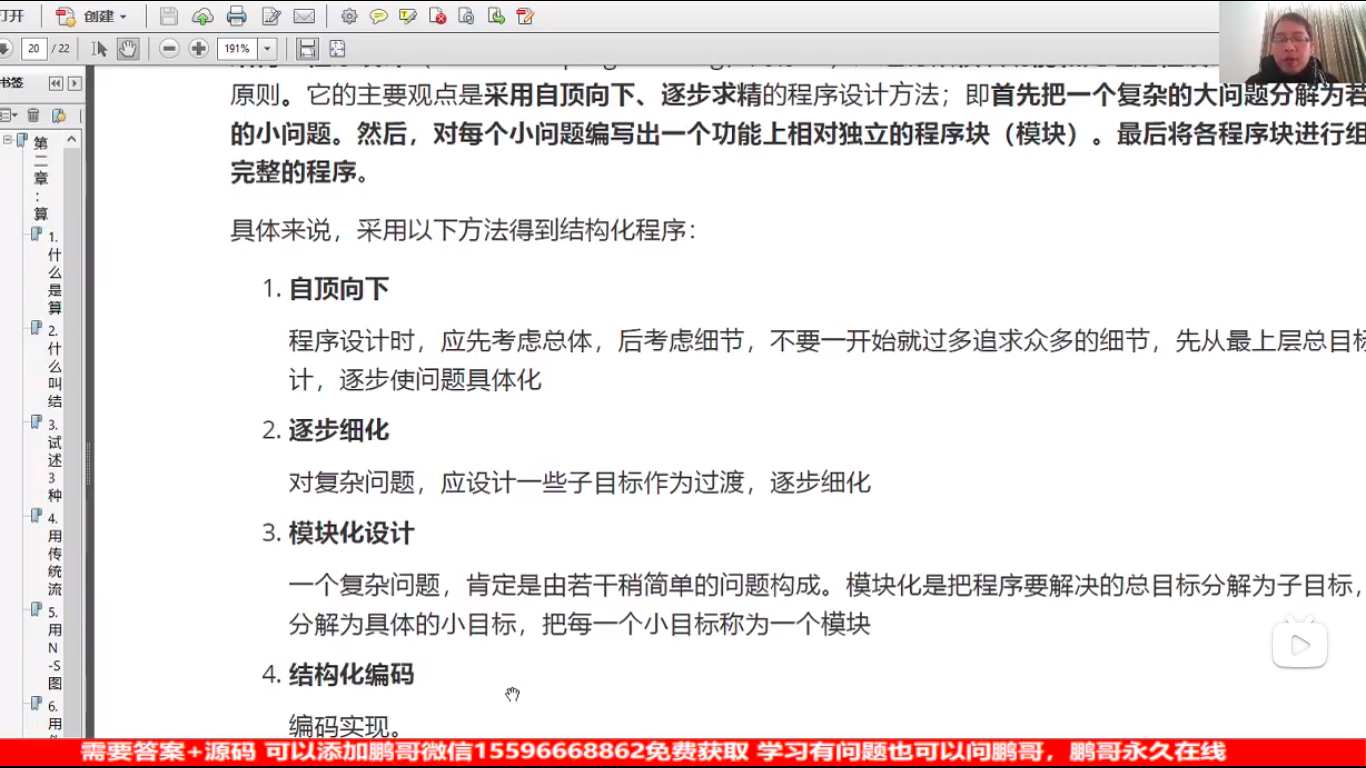 打开
创建
20 / 22
191%
书签
原则。它的主要观点是采用自顶向下、逐步求精的程序设计方法；即首先把一个复杂的大问题分解为若
的小问题。然后，对每个小问题编写出一个功能上相对独立的程序块（模块）。最后将各程序块进行组
完整的程序。
具体来说，采用以下方法得到结构化程序：
1. 自顶向下
程序设计时，应先考虑总体，后考虑细节，不要一开始就过多追求众多的细节，先从最上层总目标
计，逐步使问题具体化
2. 逐步细化
对复杂问题，应设计一些子目标作为过渡，逐步细化
3. 模块化设计
一个复杂问题，肯定是由若干稍简单的问题构成。模块化是把程序要解决的总目标分解为子目标，
分解为具体的小目标，把每一个小目标称为一个模块
4. 结构化编码
编码实现。
第
二
章
:
算
1.
什
么
是
算
2.
什
么
叫
结
3.
试
述
3
种
4.
用
传
统
流
5.
用
N
-S
图
6.
用
需要答案+源码 可以添加鹏哥微信15596668862免费获取 学习有问题也可以问鹏哥，鹏哥永久在线